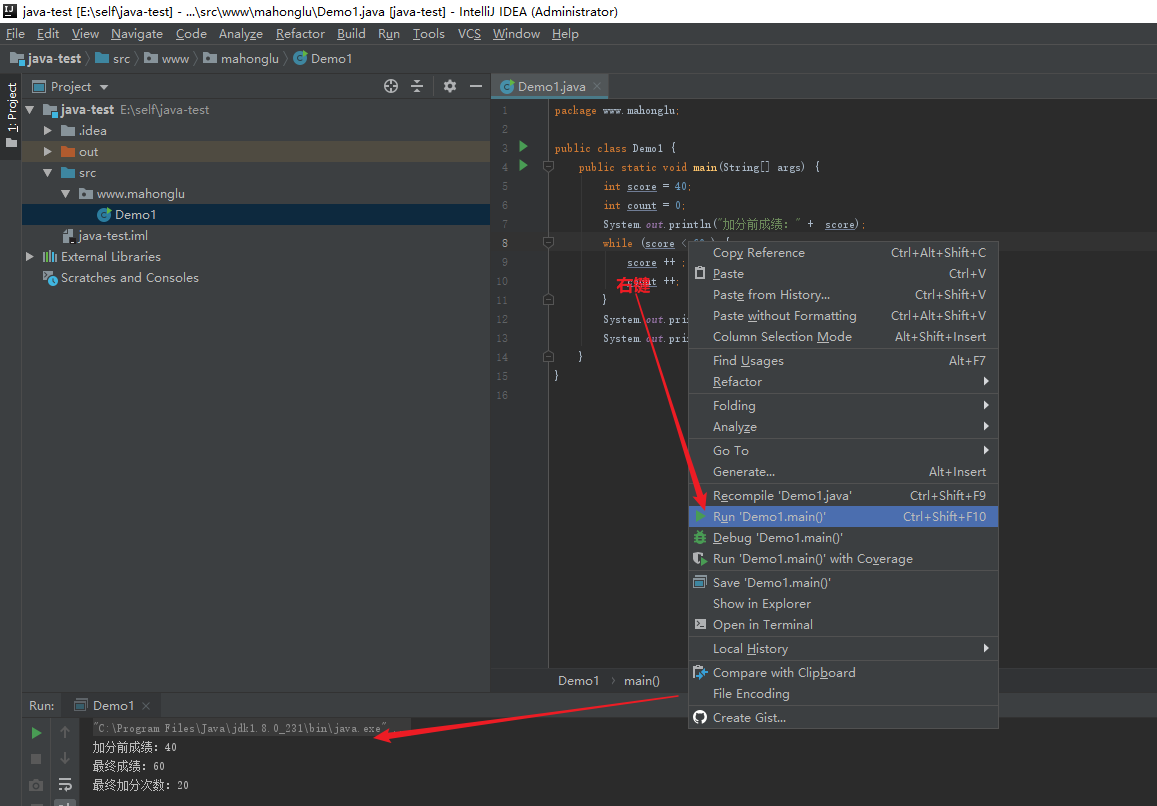 java-test [E:\self\java-test] - ...\src\www\mahonglu\Demo1.java [java-test] - IntelliJ IDEA (Administrator)
File Edit View Navigate Code Analyze Refactor Build Run Tools VCS Window Help
java-test src www mahonglu Demo1
1: Project
Project
java-test E:\self\java-test
.idea
out
src
www.mahonglu
Demo1
java-test.iml
External Libraries
Scratches and Consoles
Demo1.java
1 package www.mahonglu;
2
3 public class Demo1 {
4 public static void main(String[] args) {
5 int score = 40;
6 int count = 0;
7 System.out.println("加分前成绩: " + score);
8 while (score <
9 score ++ ;
10 ++;
11 }
12 System.out.pri
13 System.out.pri
14 }
15 }
16
右键
Copy Reference Ctrl+Alt+Shift+C
Paste Ctrl+V
Paste from History... Ctrl+Shift+V
Paste without Formatting Ctrl+Alt+Shift+V
Column Selection Mode Alt+Shift+Insert
Find Usages Alt+F7
Refactor
Folding
Analyze
Go To
Generate... Alt+Insert
Recompile 'Demo1.java' Ctrl+Shift+F9
Run 'Demo1.main()' Ctrl+Shift+F10
Debug 'Demo1.main()'
Run 'Demo1.main()' with Coverage
Save 'Demo1.main()'
Show in Explorer
Open in Terminal
Local History
Compare with Clipboard
File Encoding
Create Gist...
Demo1 main()
Run: Demo1
"C:\Program Files\Java\jdk1.8.0_231\bin\java.exe" ...
加分前成绩: 40
最终成绩: 60
最终加分次数: 20